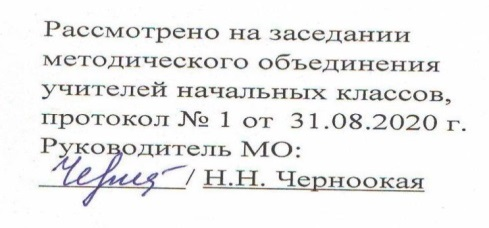 Рассмотрено на заседании
методического объединения
учителей начальных классов,
протокол № 1 от 31.08.2020 г.
Руководитель МО:
/ Н.Н. Черноокая